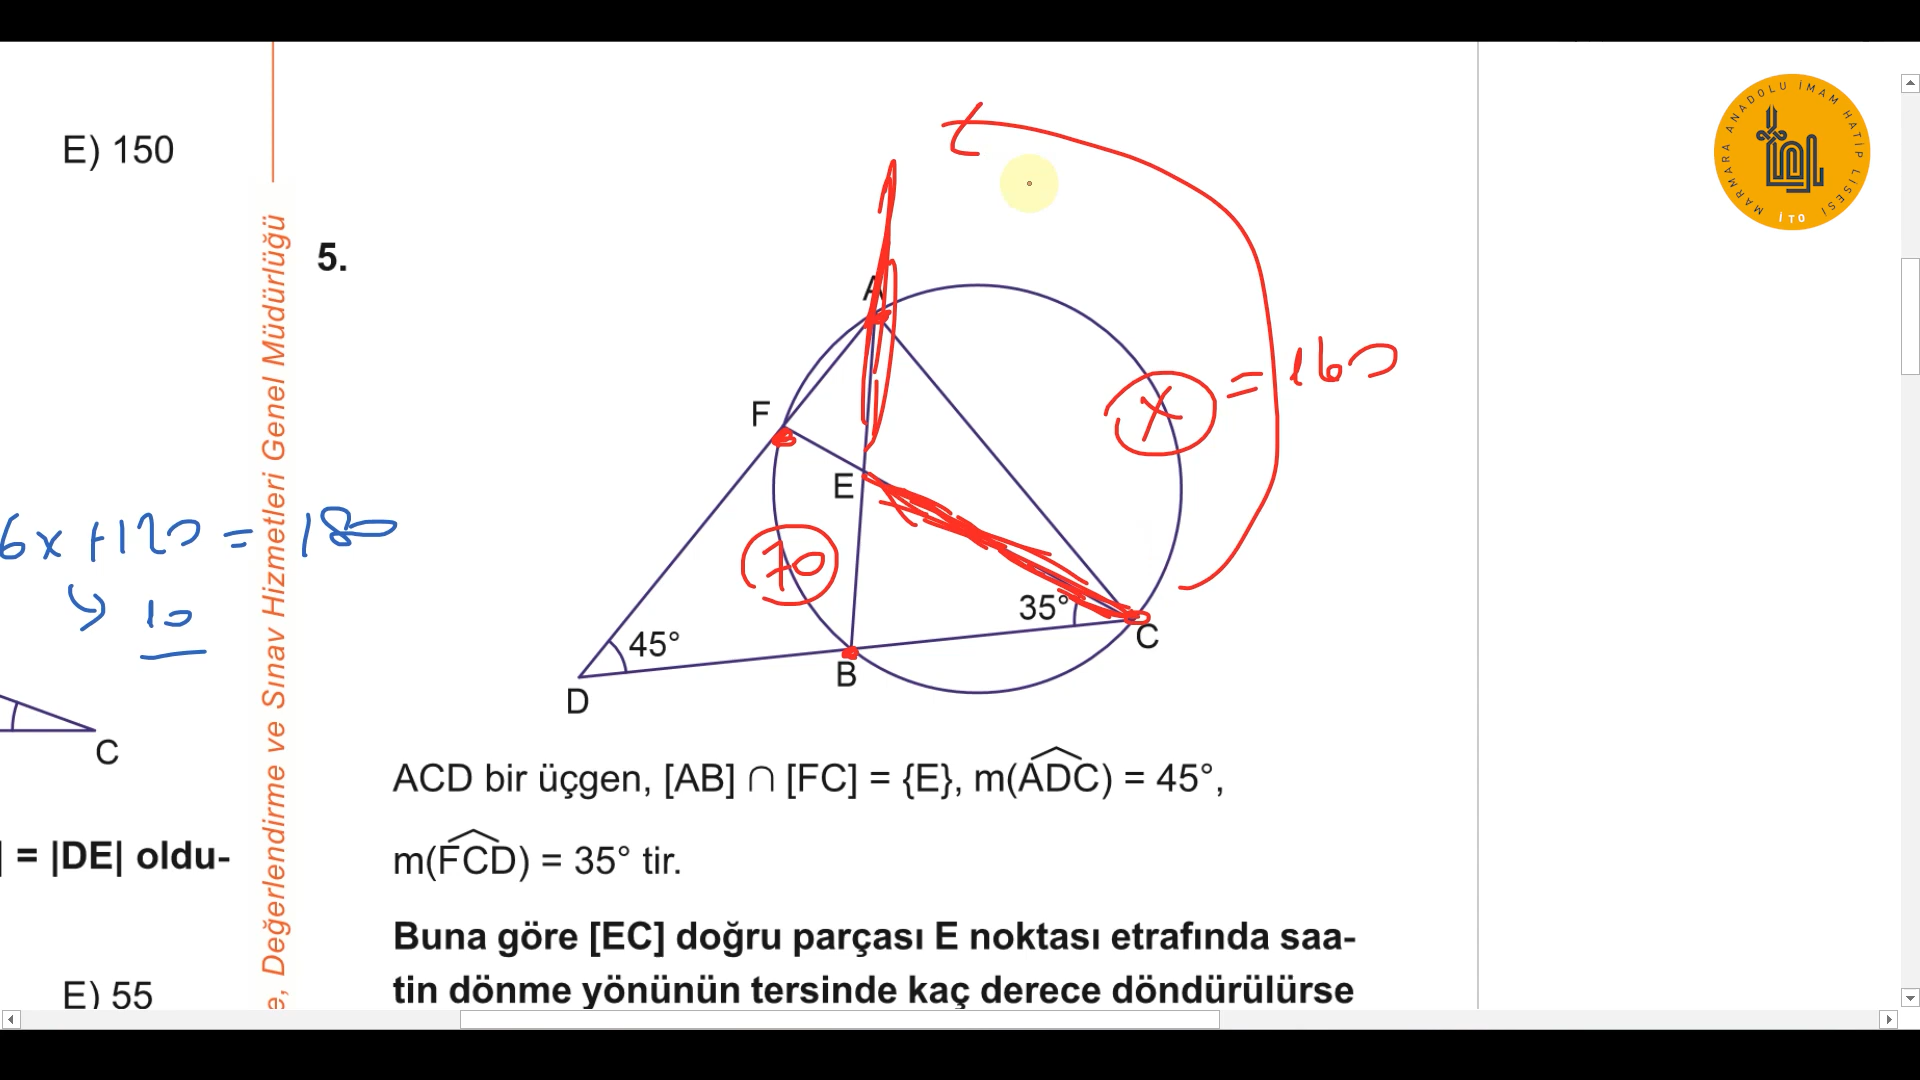 E) 150
6x +120 = 180
10
C
| = |DE| oldu-
E) 55
e, Değerlendirme ve Sınav Hizmetleri Genel Müdürlüğü
5.
A
F
x = 160
E
70
35°
C
45°
B
D
ACD bir üçgen, [AB] ∩ [FC] = {E}, m(ADC) = 45°,
m(FCD) = 35° tir.
Buna göre [EC] doğru parçası E noktası etrafında saa-
tin dönme yönünün tersinde kaç derece döndürülürse
MARMARA ANADOLU İMAM HATİP LİSESİ
İTO